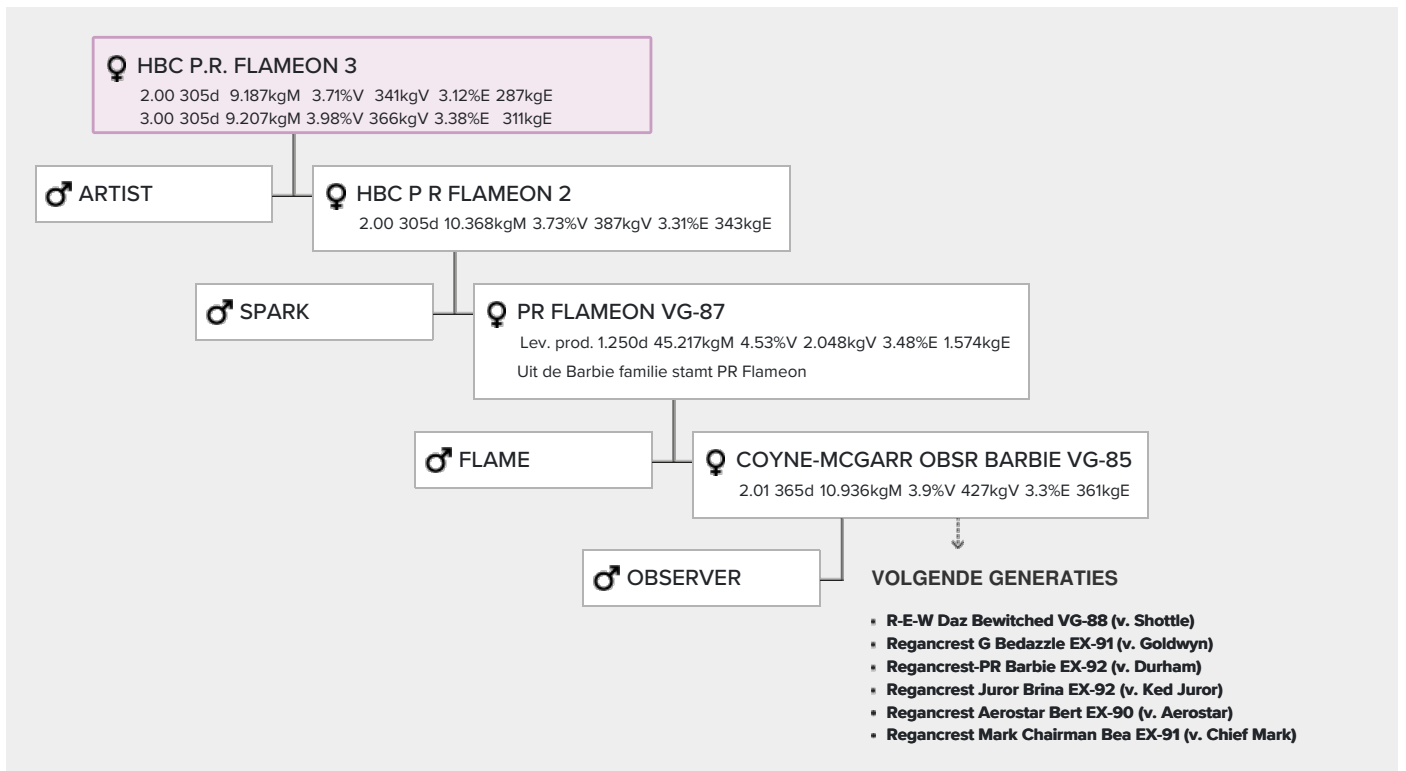 HBC P.R. FLAMEON 3
2.00 305d 9.187kgM 3.71%V 341kgV 3.12%E 287kgE
3.00 305d 9.207kgM 3.98%V 366kgV 3.38%E 311kgE
ARTIST
HBC P R FLAMEON 2
2.00 305d 10.368kgM 3.73%V 387kgV 3.31%E 343kgE
SPARK
PR FLAMEON VG-87
Lev. prod. 1.250d 45.217kgM 4.53%V 2.048kgV 3.48%E 1.574kgE
Uit de Barbie familie stamt PR Flameon
FLAME
COYNE-MCGARR OBSR BARBIE VG-85
2.01 365d 10.936kgM 3.9%V 427kgV 3.3%E 361kgE
OBSERVER
VOLGENDE GENERATIES
▪ R-E-W Daz Bewitched VG-88 (v. Shottle)
▪ Regancrest G Bedazzle EX-91 (v. Goldwyn)
▪ Regancrest-PR Barbie EX-92 (v. Durham)
▪ Regancrest Juror Brina EX-92 (v. Ked Juror)
▪ Regancrest Aerostar Bert EX-90 (v. Aerostar)
▪ Regancrest Mark Chairman Bea EX-91 (v. Chief Mark)